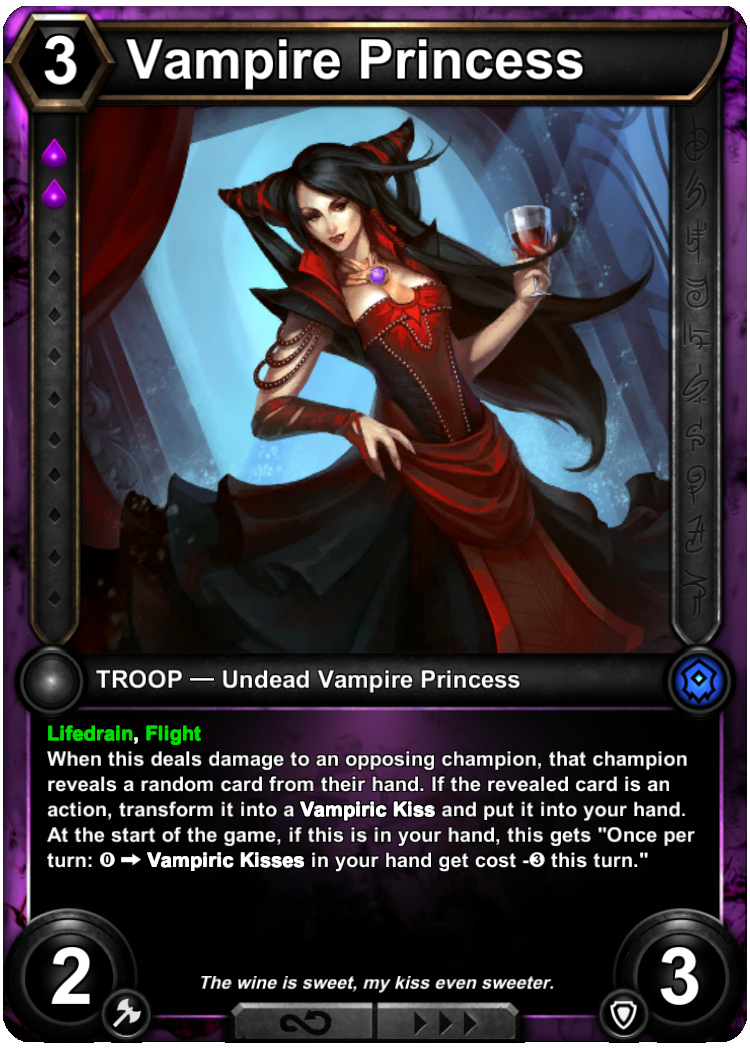 3
Vampire Princess
TROOP — Undead Vampire Princess
Lifedrain, Flight
When this deals damage to an opposing champion, that champion
reveals a random card from their hand. If the revealed card is an
action, transform it into a Vampiric Kiss and put it into your hand.
At the start of the game, if this is in your hand, this gets "Once per
turn: 0 ➡ Vampiric Kisses in your hand get cost -3 this turn."
2
The wine is sweet, my kiss even sweeter.
3